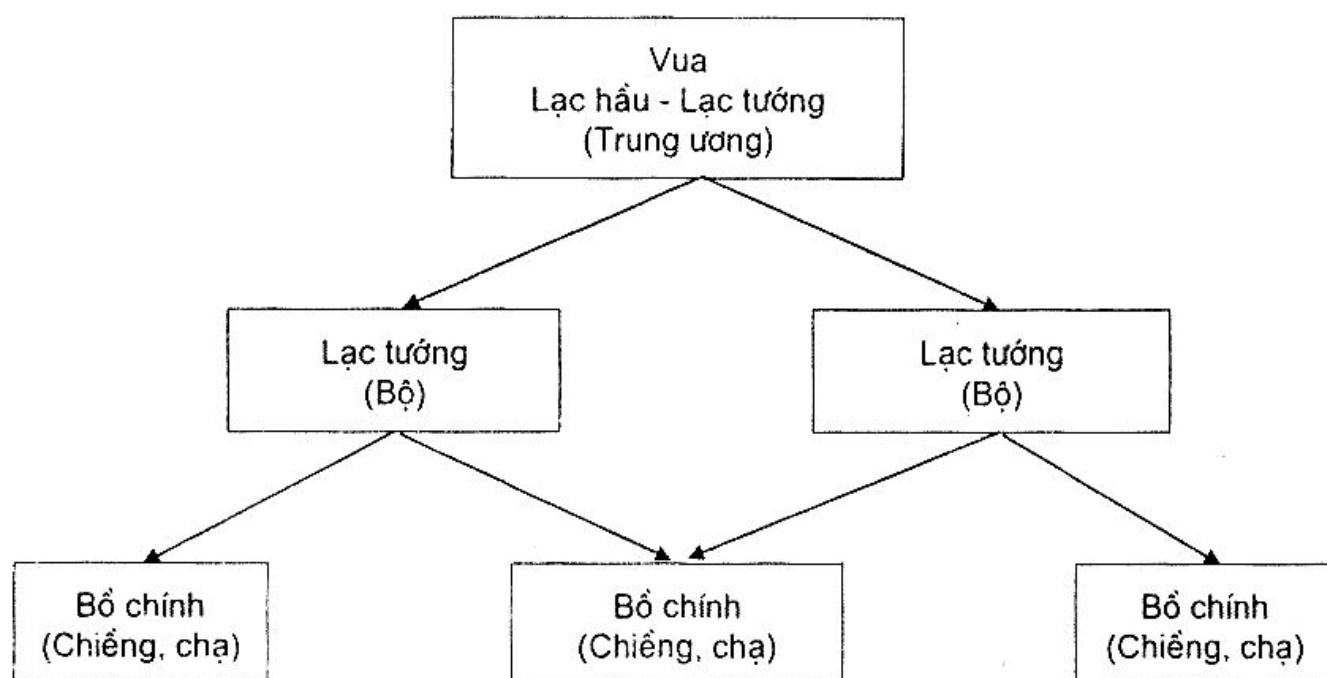 Vua
Lạc hầu - Lạc tướng
(Trung ương)
Lạc tướng
(Bộ)
Lạc tướng
(Bộ)
Bồ chính
(Chiềng, chạ)
Bồ chính
(Chiềng, chạ)
Bồ chính
(Chiềng, chạ)